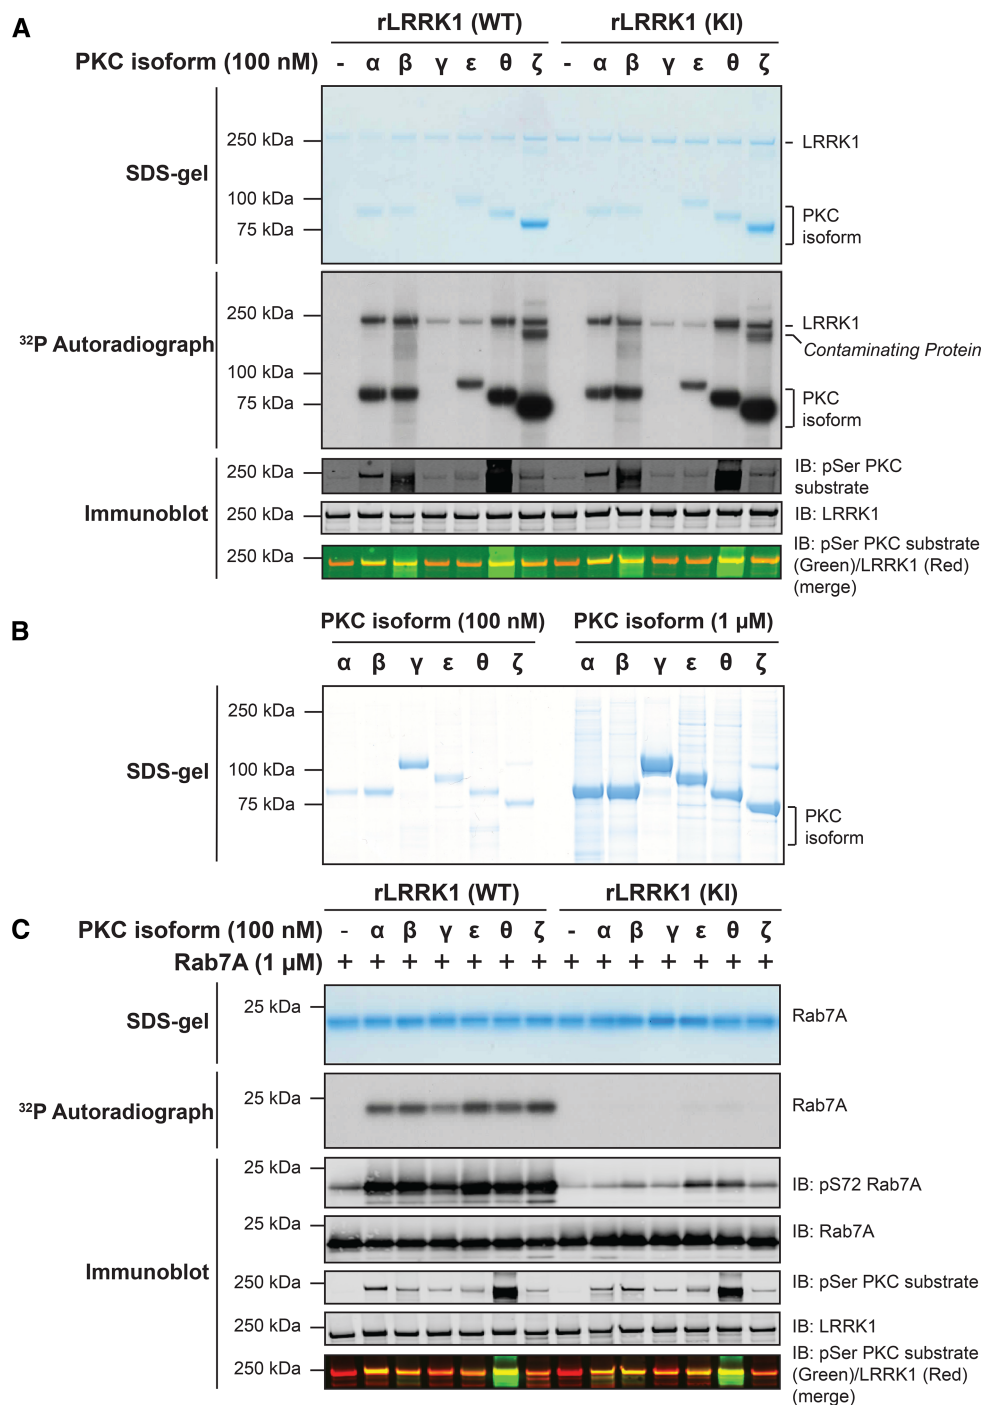 A
rLRRK1 (WT) rLRRK1 (KI)
PKC isoform (100 nM) - α β γ ε θ ζ - α β γ ε θ ζ
SDS-gel
250 kDa
100 kDa
75 kDa
LRRK1
PKC
isoform
32P Autoradiograph
250 kDa
100 kDa
75 kDa
LRRK1
Contaminating Protein
PKC
isoform
Immunoblot
250 kDa
IB: pSer PKC
substrate
250 kDa
IB: LRRK1
250 kDa
IB: pSer PKC substrate
(Green)/LRRK1 (Red)
(merge)
B
PKC isoform (100 nM) PKC isoform (1 µM)
α β γ ε θ ζ α β γ ε θ ζ
SDS-gel
250 kDa
100 kDa
75 kDa
PKC
isoform
C
rLRRK1 (WT) rLRRK1 (KI)
PKC isoform (100 nM) - α β γ ε θ ζ - α β γ ε θ ζ
Rab7A (1 µM) + + + + + + + + + + + + + +
SDS-gel
25 kDa
Rab7A
32P Autoradiograph
25 kDa
Rab7A
Immunoblot
25 kDa
IB: pS72 Rab7A
25 kDa
IB: Rab7A
250 kDa
IB: pSer PKC substrate
250 kDa
IB: LRRK1
250 kDa
IB: pSer PKC substrate
(Green)/LRRK1 (Red)
(merge)